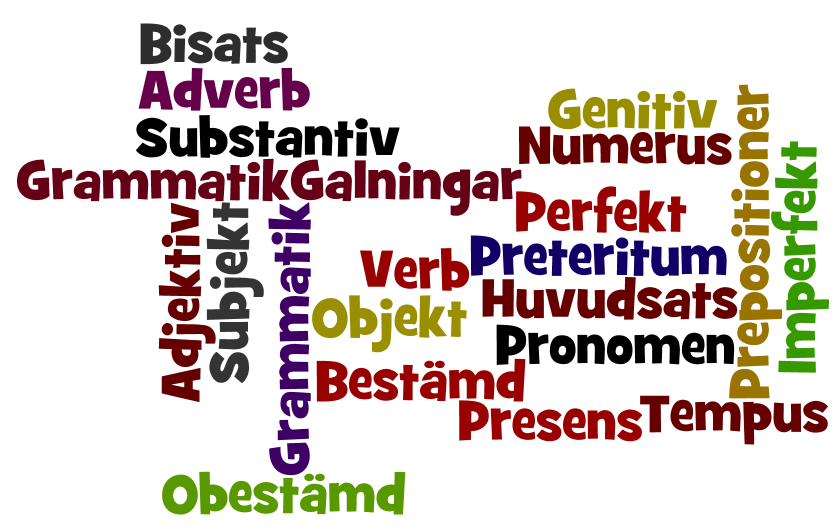 Bisats
Adverb
Substantiv
GrammatikGalningar
Genitiv
Numerus
Prepositioner
Imperfekt
Perfekt
Adjektiv
Subjekt
Grammatik
Verb
Preteritum
Objekt
Huvudsats
Pronomen
Bestämd
Presens
Tempus
Obestämd